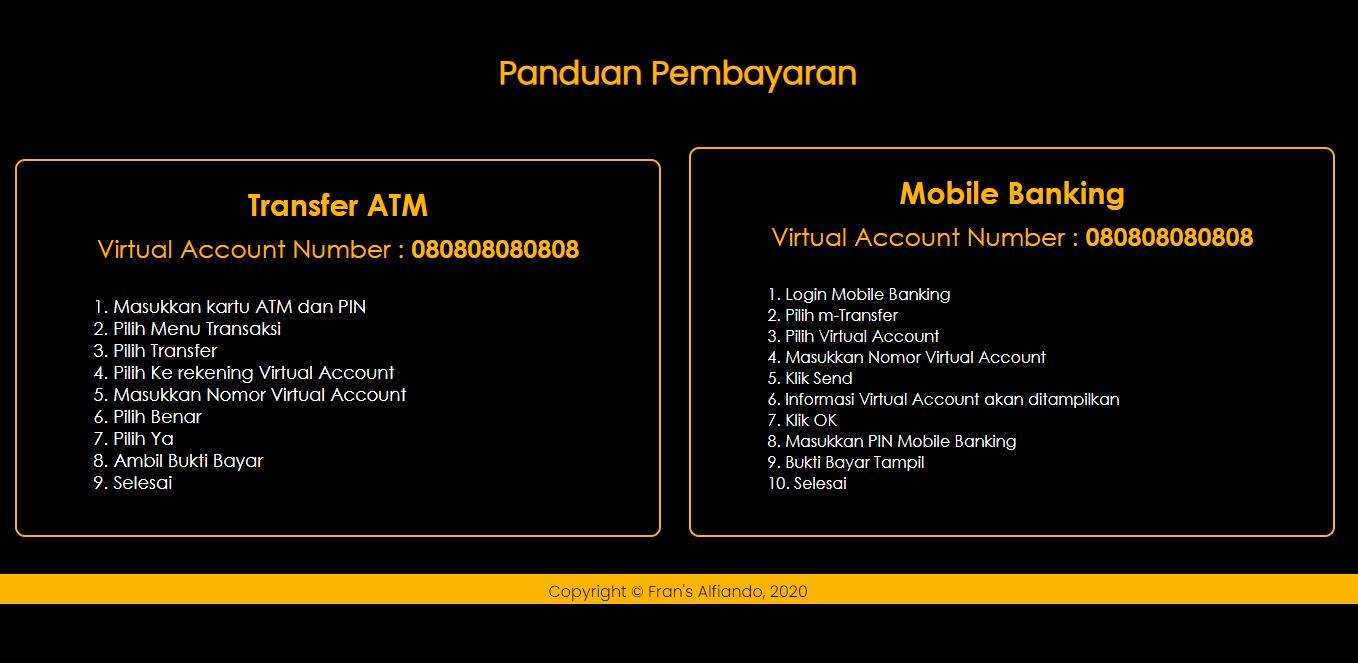 Panduan Pembayaran
Transfer ATM
Virtual Account Number : 080808080808
1. Masukkan kartu ATM dan PIN
2. Pilih Menu Transaksi
3. Pilih Transfer
4. Pilih Ke rekening Virtual Account
5. Masukkan Nomor Virtual Account
6. Pilih Benar
7. Pilih Ya
8. Ambil Bukti Bayar
9. Selesai
Mobile Banking
Virtual Account Number : 080808080808
1. Login Mobile Banking
2. Pilih m-Transfer
3. Pilih Virtual Account
4. Masukkan Nomor Virtual Account
5. Klik Send
6. Informasi Virtual Account akan ditampilkan
7. Klik OK
8. Masukkan PIN Mobile Banking
9. Bukti Bayar Tampil
10. Selesai
Copyright © Fran's Alfiando, 2020